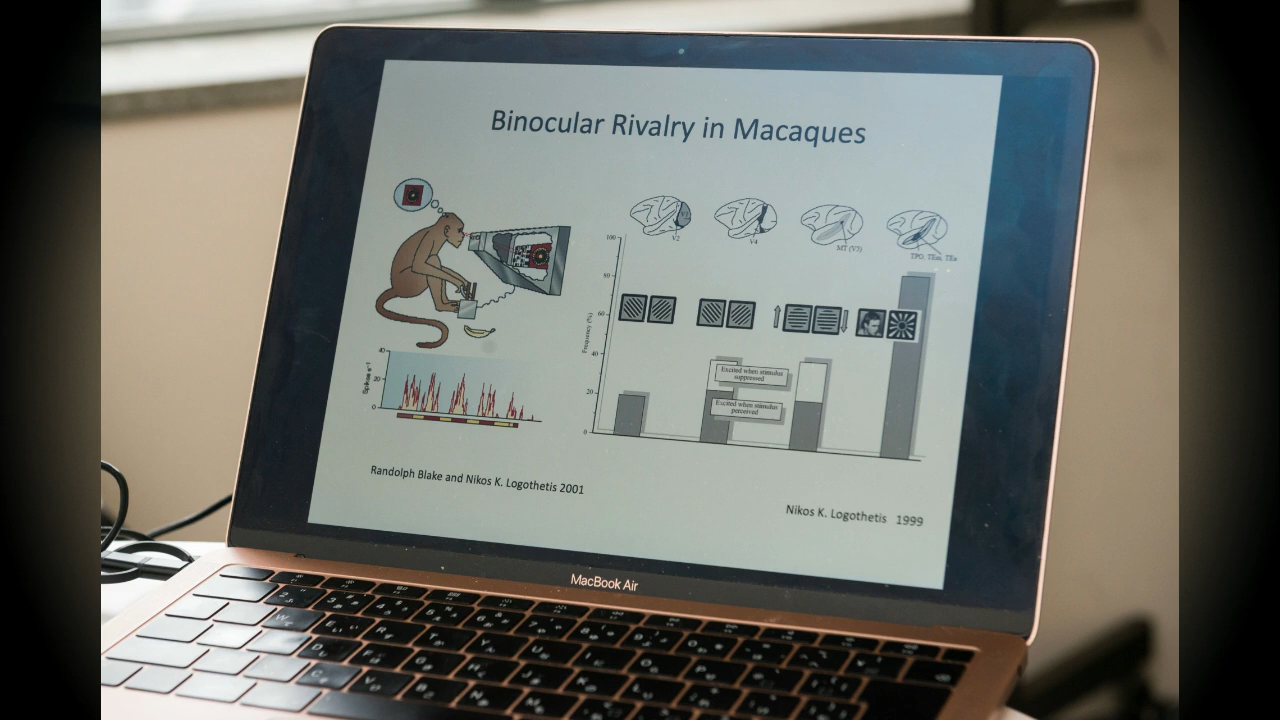 Binocular Rivalry in Macaques
V2
V4
MT (V5)
TPO, TEm, TEa
100
80
60
40
20
0
Frequency (%)
Excited when stimulus
suppressed
Excited when stimulus
perceived
40
20
0
Spikes s⁻¹
Randolph Blake and Nikos K. Logothetis 2001
Nikos K. Logothetis 1999
MacBook Air